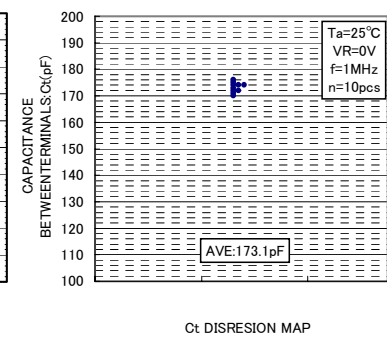 200
190
180
170
160
150
140
130
120
110
100
CAPACITANCE
BETWEENTERMINALS:Ct(pF)
Ta=25°C
VR=0V
f=1MHz
n=10pcs
AVE:173.1pF
Ct DISRESION MAP